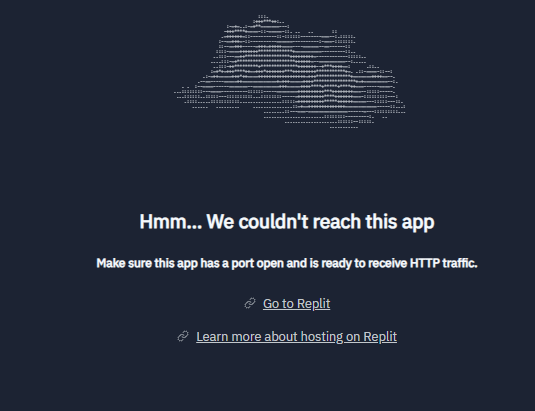 Hmm... We couldn't reach this app
Make sure this app has a port open and is ready to receive HTTP traffic.
Go to Replit
Learn more about hosting on Replit